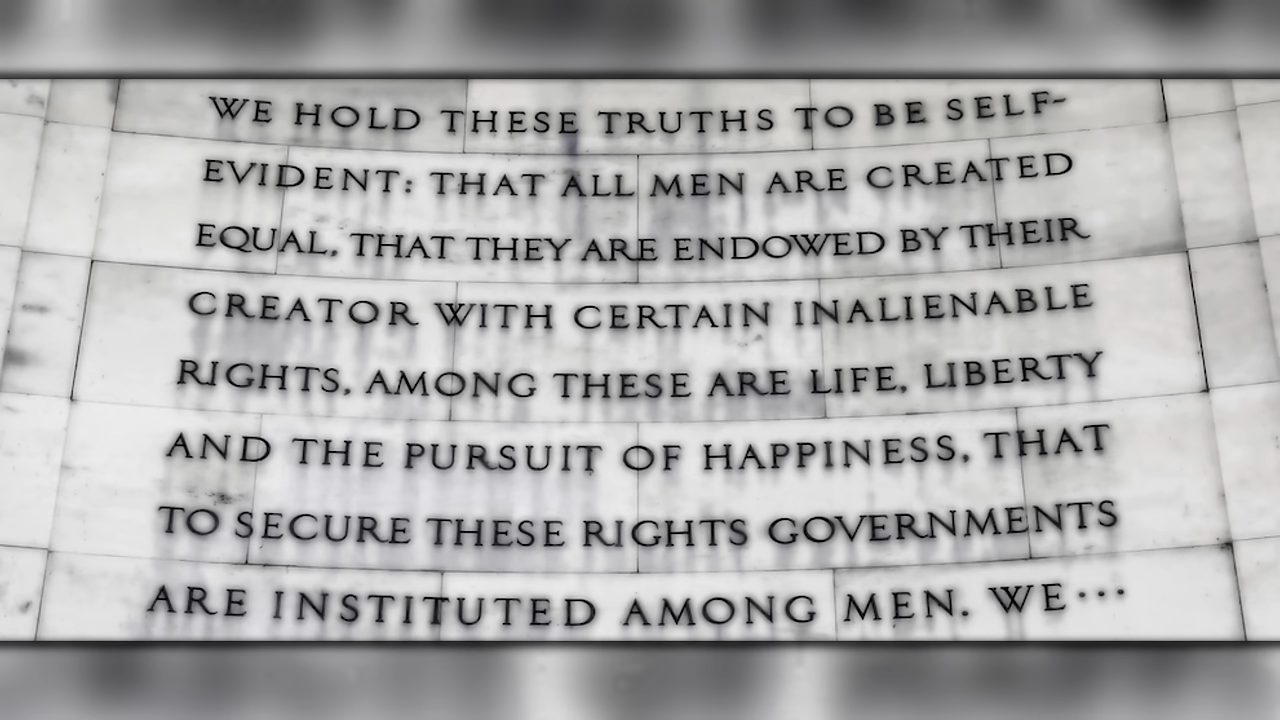 WE HOLD THESE TRUTHS TO BE SELF-
EVIDENT: THAT ALL MEN ARE CREATED
EQUAL, THAT THEY ARE ENDOWED BY THEIR
CREATOR WITH CERTAIN INALIENABLE
RIGHTS, AMONG THESE ARE LIFE, LIBERTY
AND THE PURSUIT OF HAPPINESS, THAT
TO SECURE THESE RIGHTS GOVERNMENTS
ARE INSTITUTED AMONG MEN. WE···